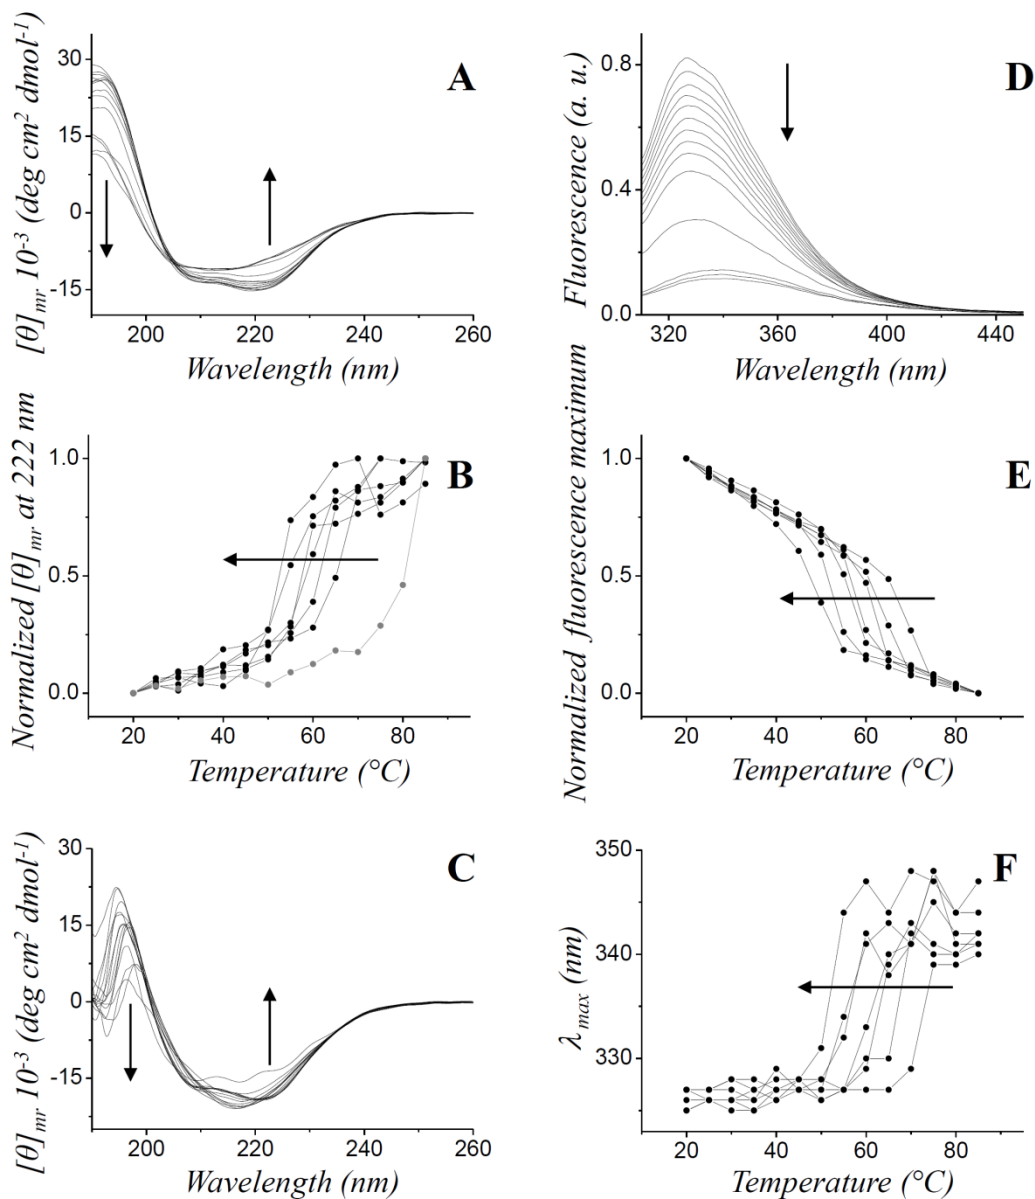 A
[θ]mr 10-3 (deg cm2 dmol-1)
30
15
0
-15
200
220
240
260
Wavelength (nm)
D
Fluorescence (a. u.)
0.8
0.4
0.0
320
360
400
440
Wavelength (nm)
B
Normalized [θ]mr at 222 nm
1.0
0.5
0.0
20
40
60
80
Temperature (°C)
E
Normalized fluorescence maximum
1.0
0.5
0.0
20
40
60
80
Temperature (°C)
C
[θ]mr 10-3 (deg cm2 dmol-1)
30
15
0
-15
200
220
240
260
Wavelength (nm)
F
λmax (nm)
350
340
330
20
40
60
80
Temperature (°C)